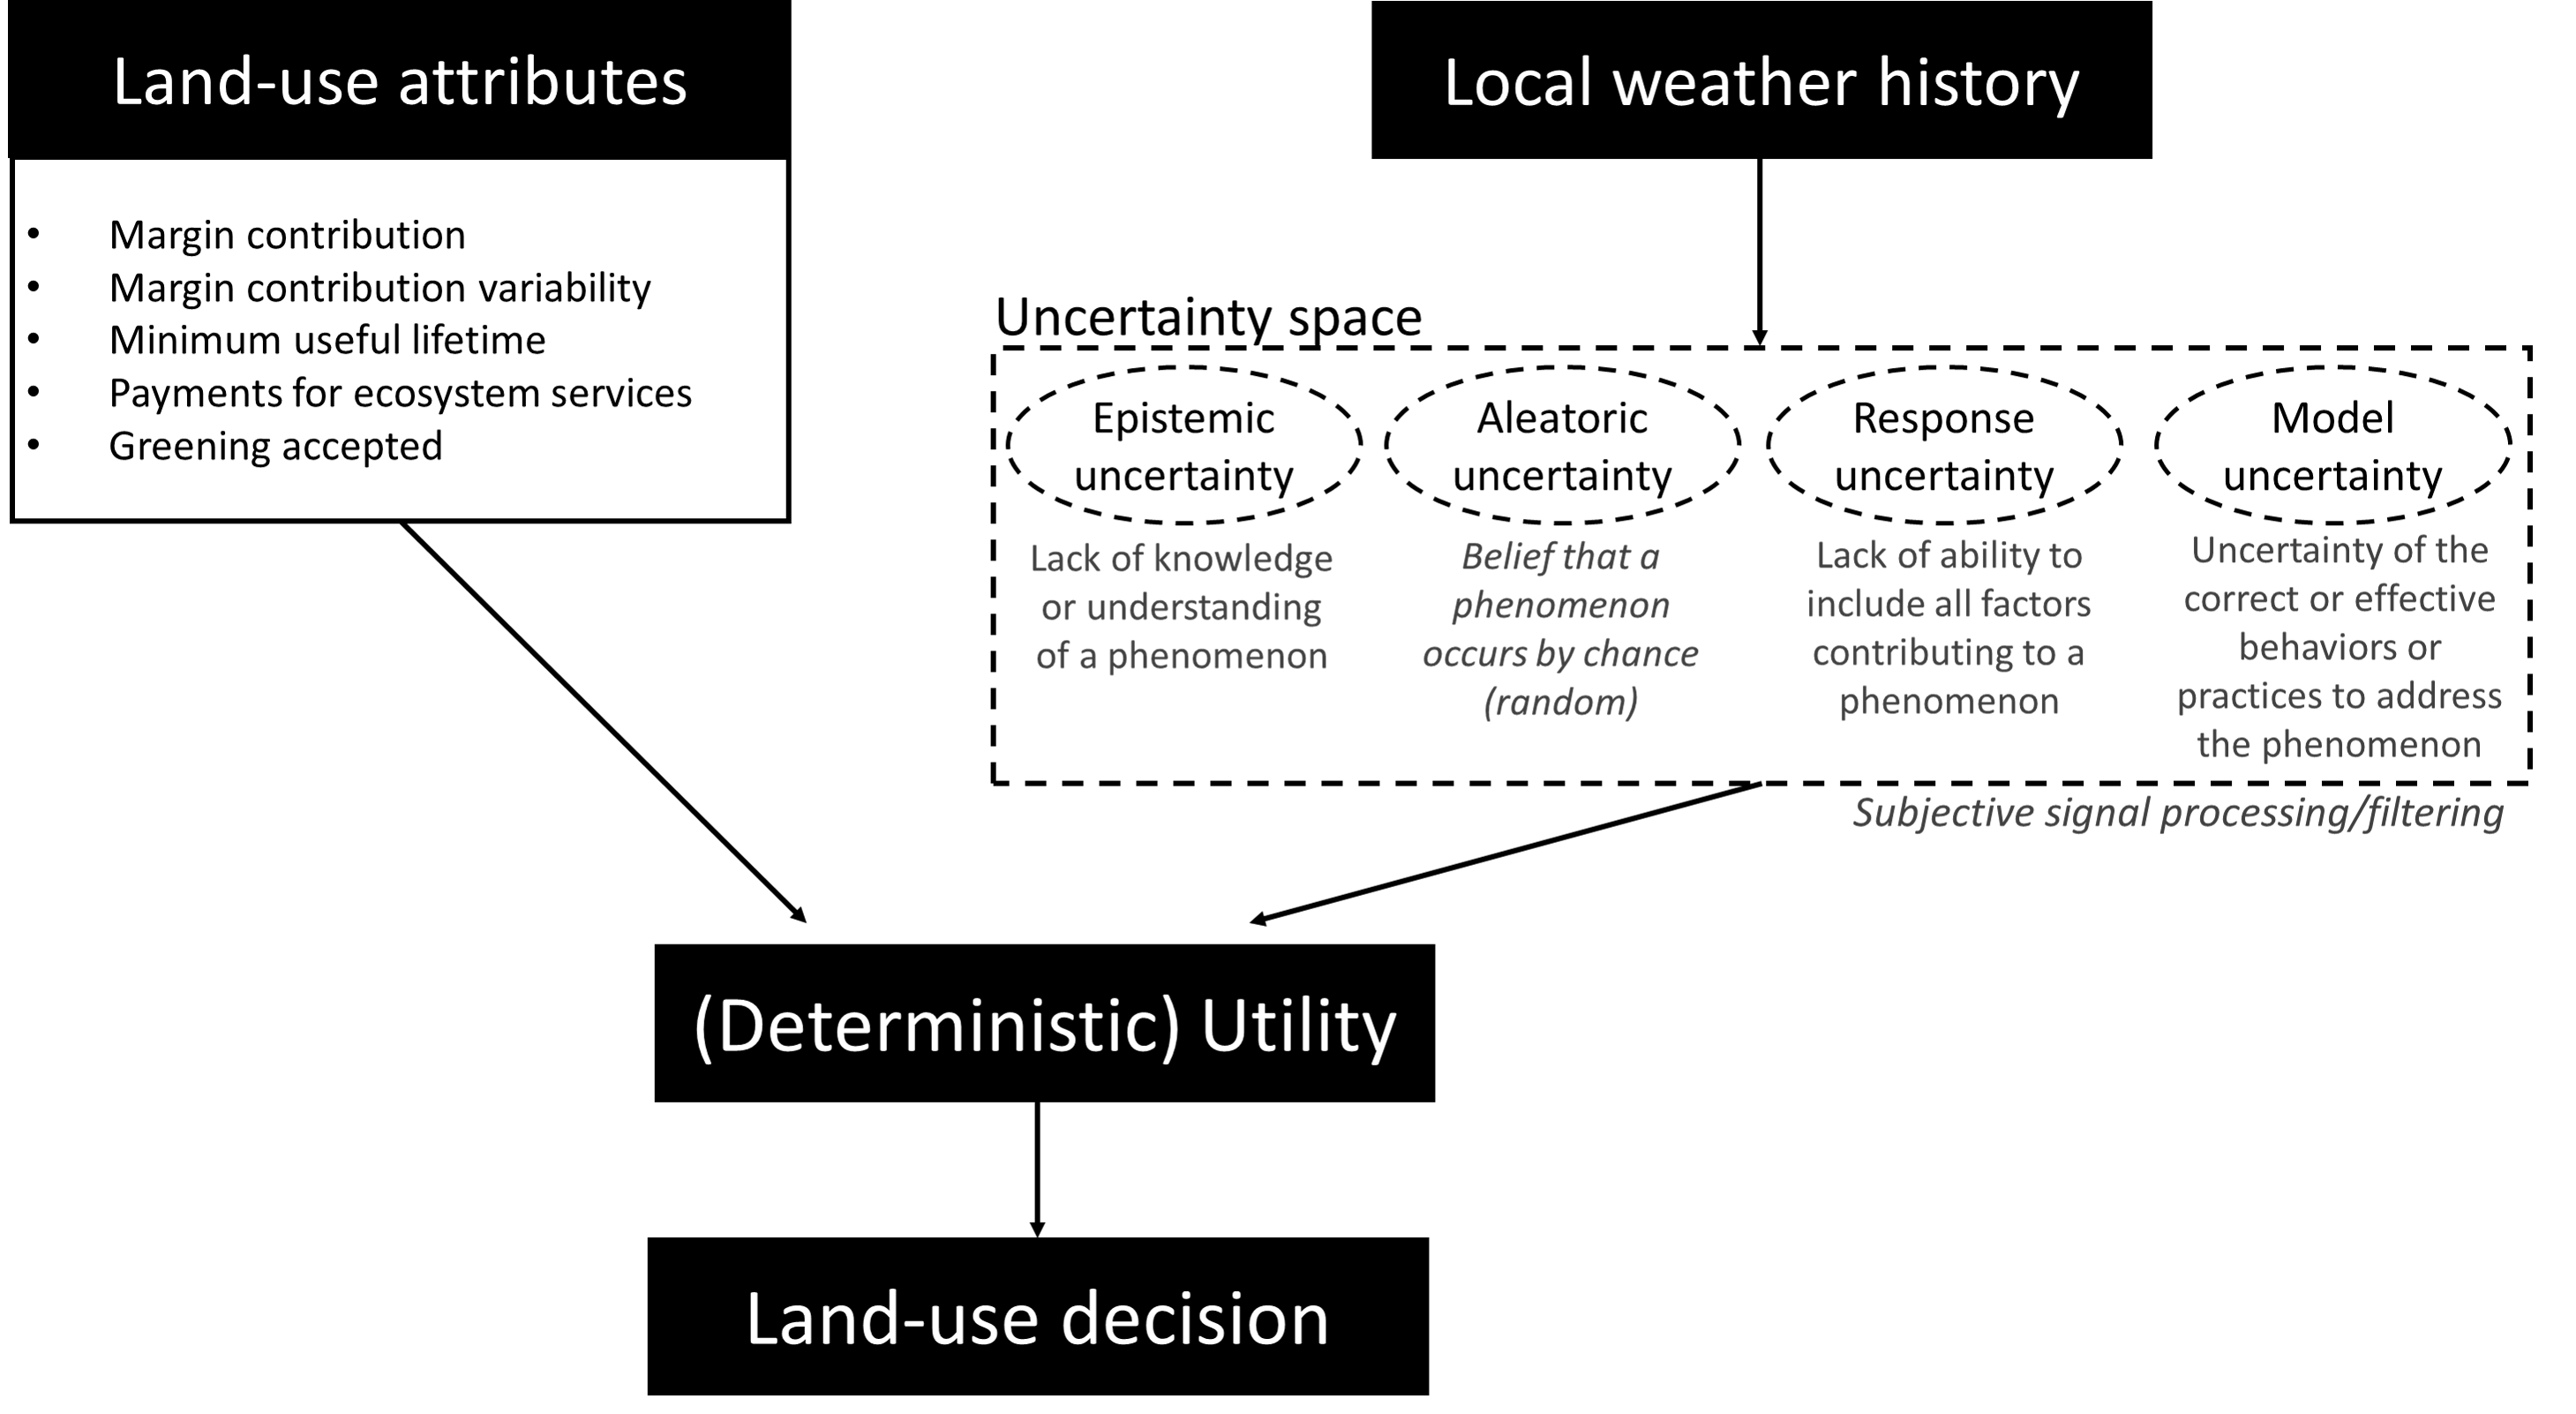 Land-use attributes
• Margin contribution
• Margin contribution variability
• Minimum useful lifetime
• Payments for ecosystem services
• Greening accepted
Local weather history
Uncertainty space
Epistemic
uncertainty
Lack of knowledge
or understanding
of a phenomenon
Aleatoric
uncertainty
Belief that a
phenomenon
occurs by chance
(random)
Response
uncertainty
Lack of ability to
include all factors
contributing to a
phenomenon
Model
uncertainty
Uncertainty of the
correct or effective
behaviors or
practices to address
the phenomenon
Subjective signal processing/filtering
(Deterministic) Utility
Land-use decision